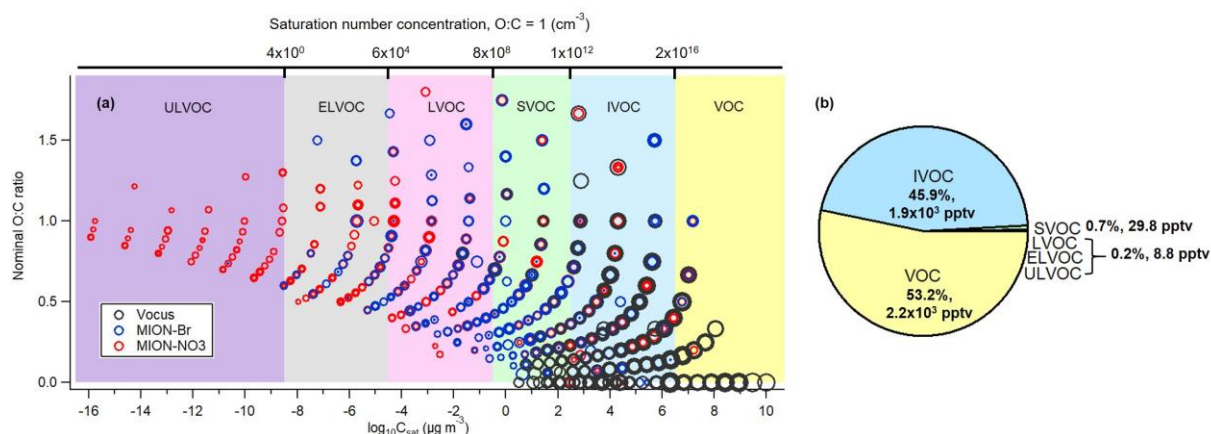 Saturation number concentration, O:C = 1 (cm⁻³)
4x10⁰ 6x10⁴ 8x10⁸ 1x10¹² 2x10¹⁶
(a) ULVOC ELVOC LVOC SVOC IVOC VOC
Nominal O:C ratio
1.5
1.0
0.5
0.0
Vocus
MION-Br
MION-NO3
-16 -14 -12 -10 -8 -6 -4 -2 0 2 4 6 8 10
log₁₀Cₛₐₜ (µg m⁻³)
(b)
IVOC
45.9%,
1.9x10³ pptv
VOC
53.2%,
2.2x10³ pptv
SVOC 0.7%, 29.8 pptv
LVOC
ELVOC 0.2%, 8.8 pptv
ULVOC